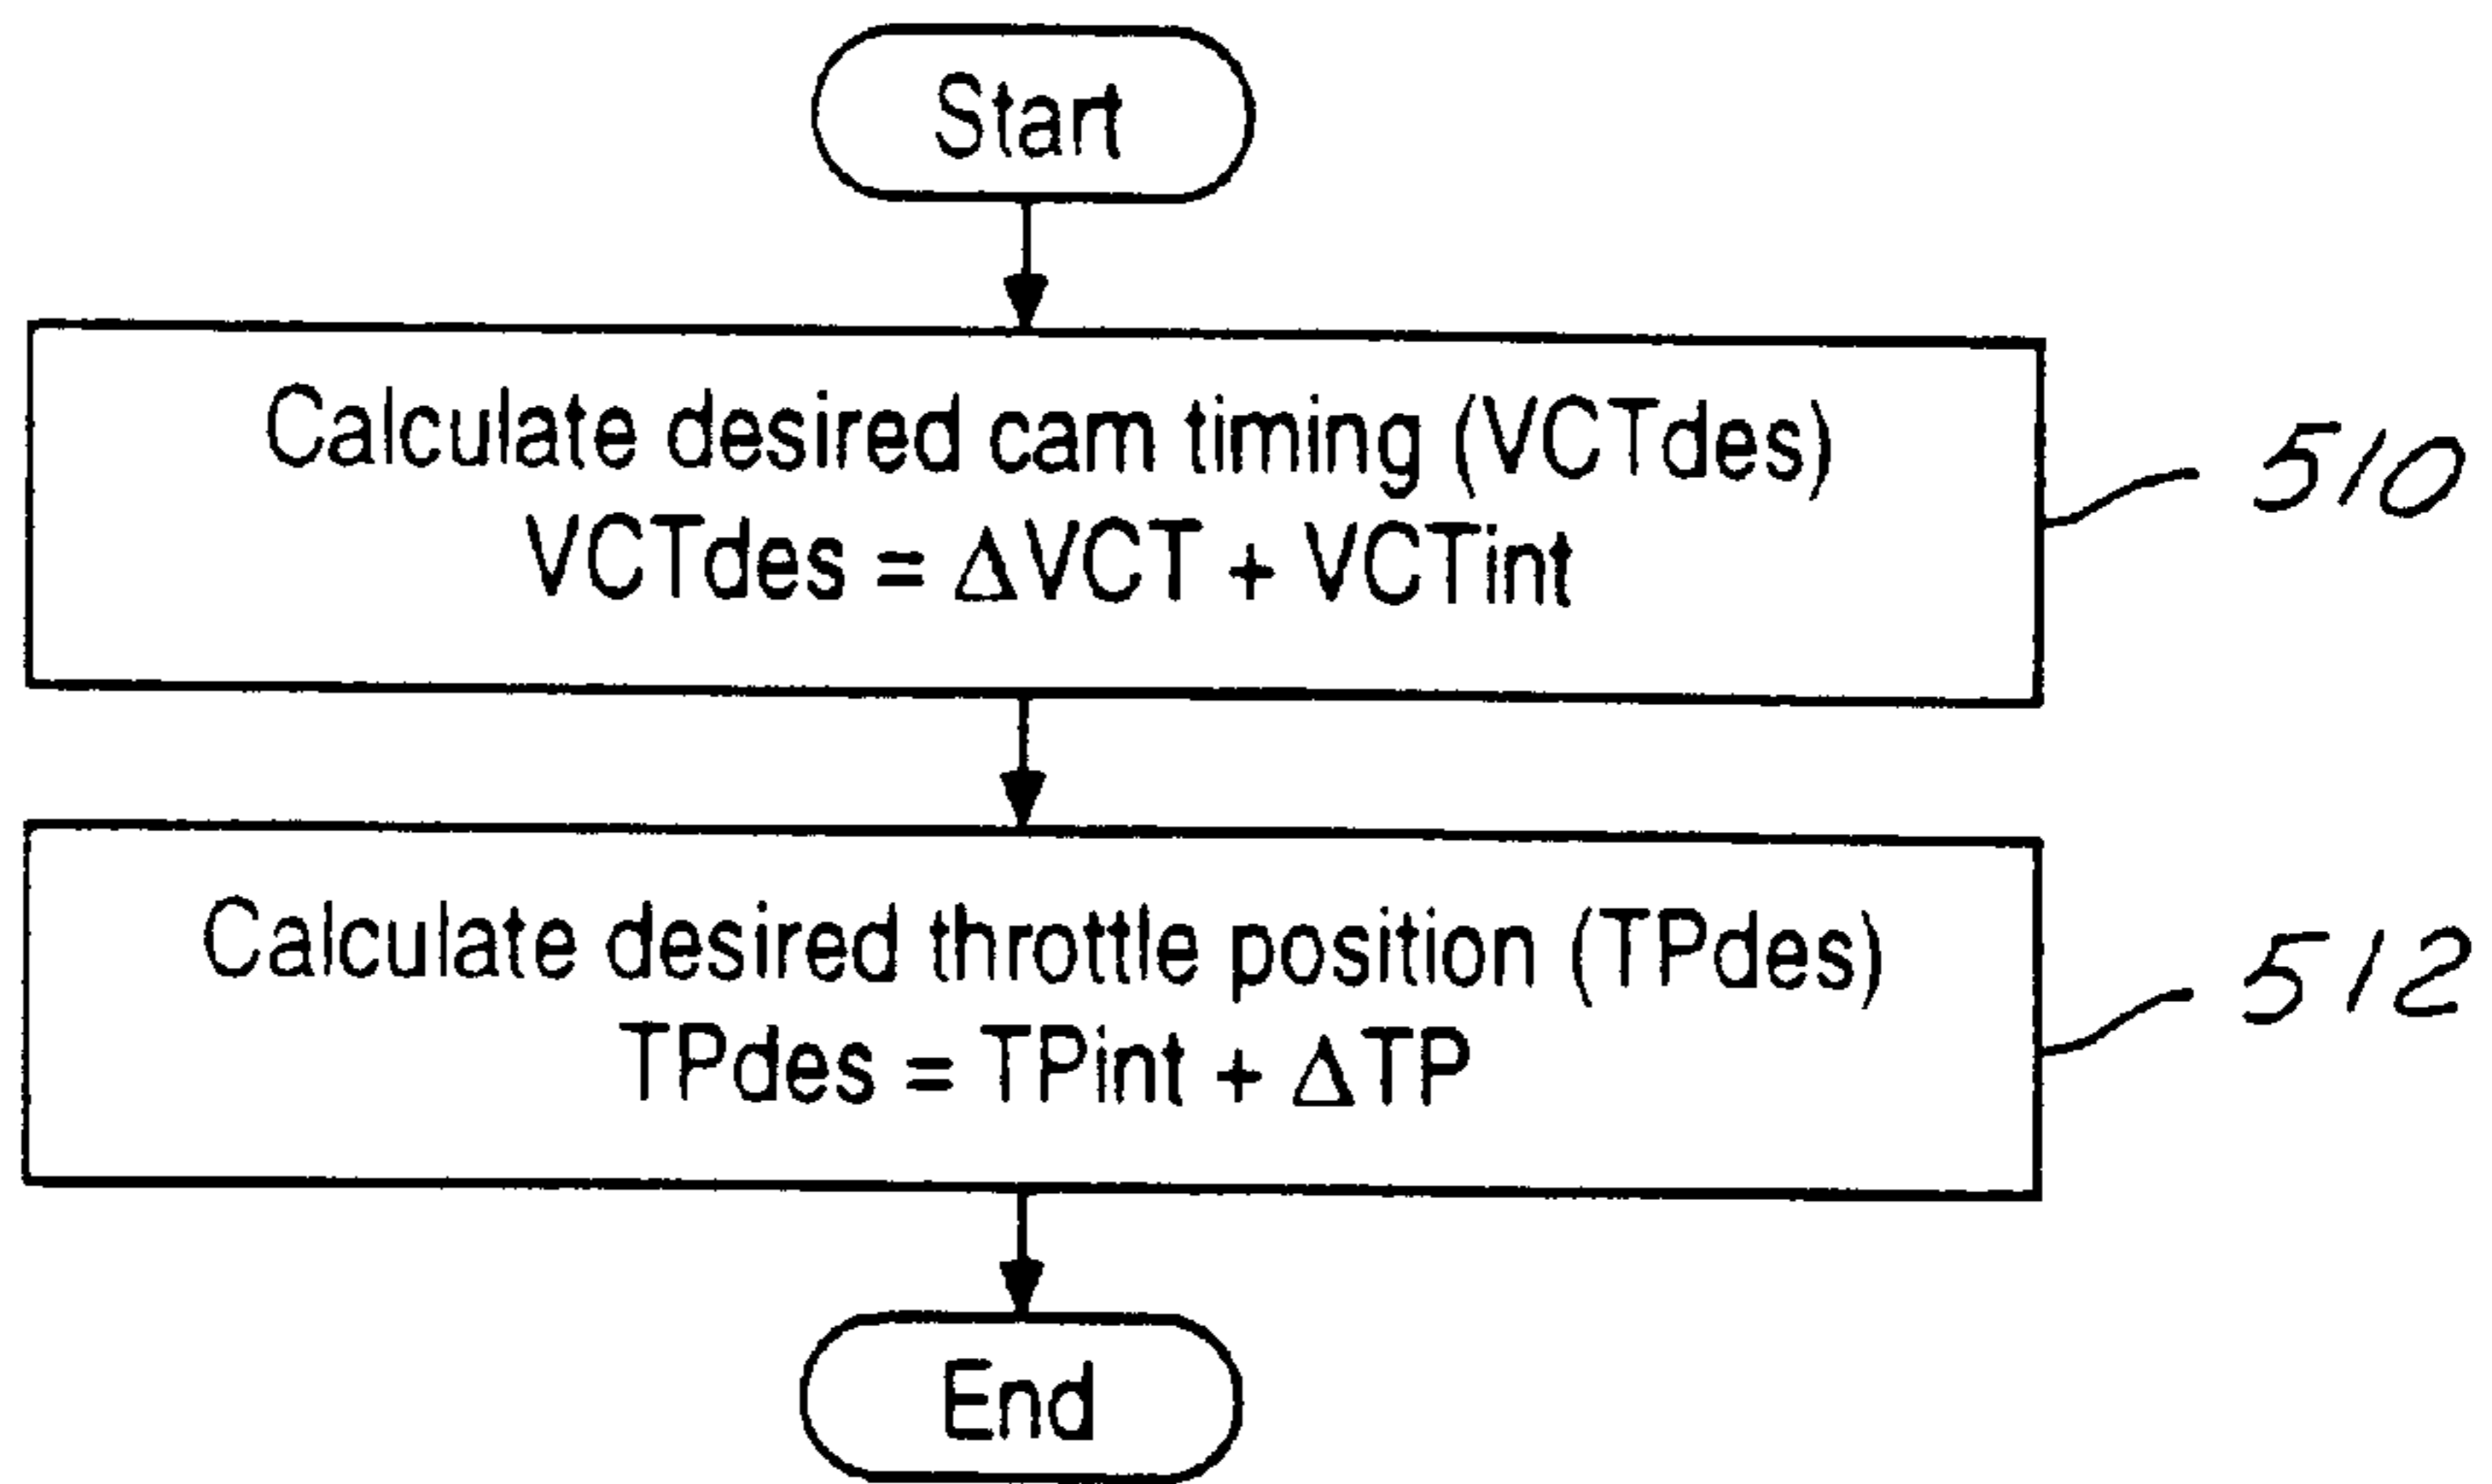 Start
Calculate desired cam timing (VCTdes)
VCTdes = ΔVCT + VCTint
510
Calculate desired throttle position (TPdes)
TPdes = TPint + ΔTP
512
End